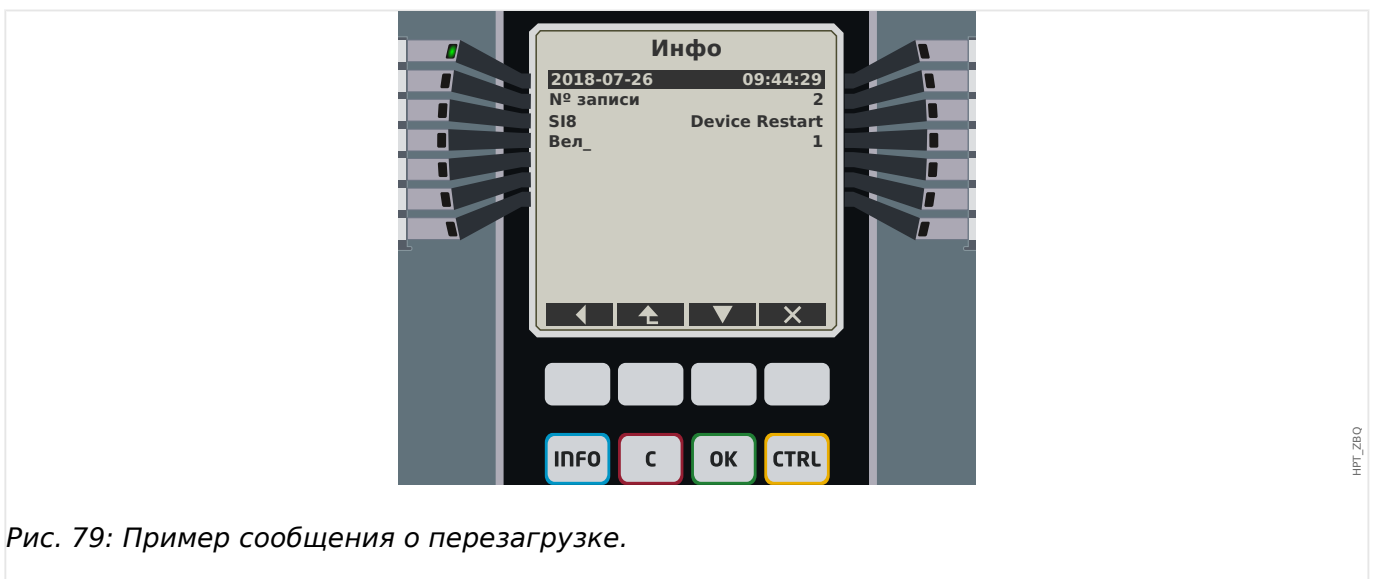 Инфо
2018-07-26 09:44:29
Nº записи 2
SI8 Device Restart
Вел_ 1
INFO C OK CTRL
HPT_ZBQ
Рис. 79: Пример сообщения о перезагрузке.